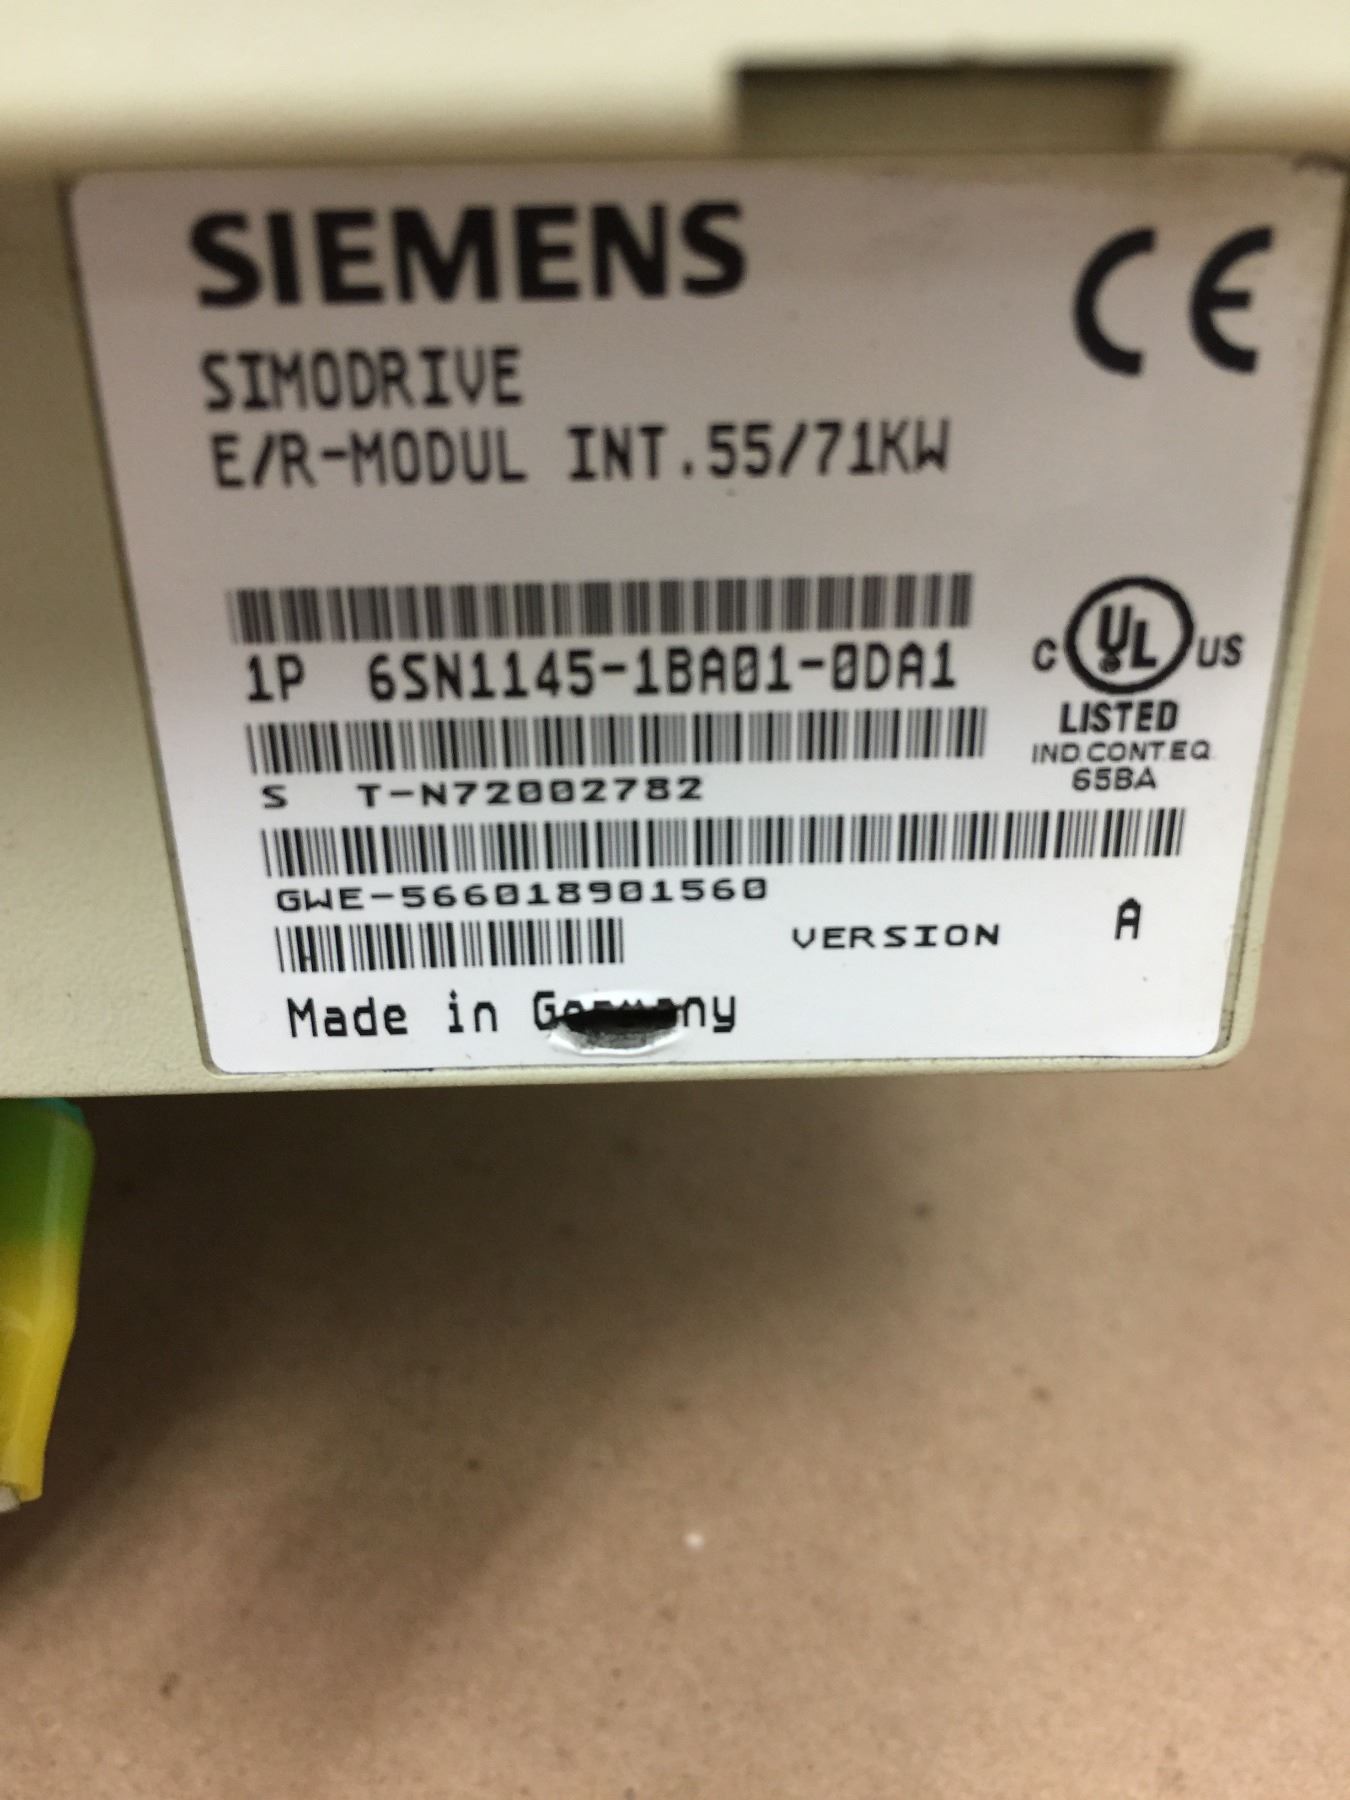 SIEMENS
CE
SIMODRIVE
E/R-MODUL INT.55/71KW
1P 6SN1145-1BA01-0DA1
C UL US
LISTED
IND.CONT.EQ.
65BA
S T-N72002782
GWE-566018901560
VERSION A
Made in Germany